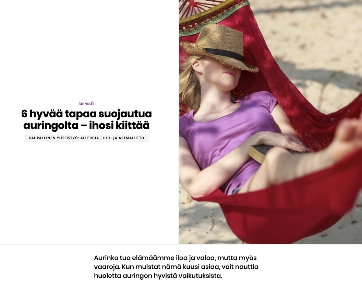 6 hyvää tapaa suojautua
auringolta – ihosi kiittää
Aurinko tuo elämäämme iloa ja valoa, mutta myös
vaaroja. Kun muistat nämä kuusi asiaa, voit nauttia
huoletta auringon hyvistä vaikutuksista.